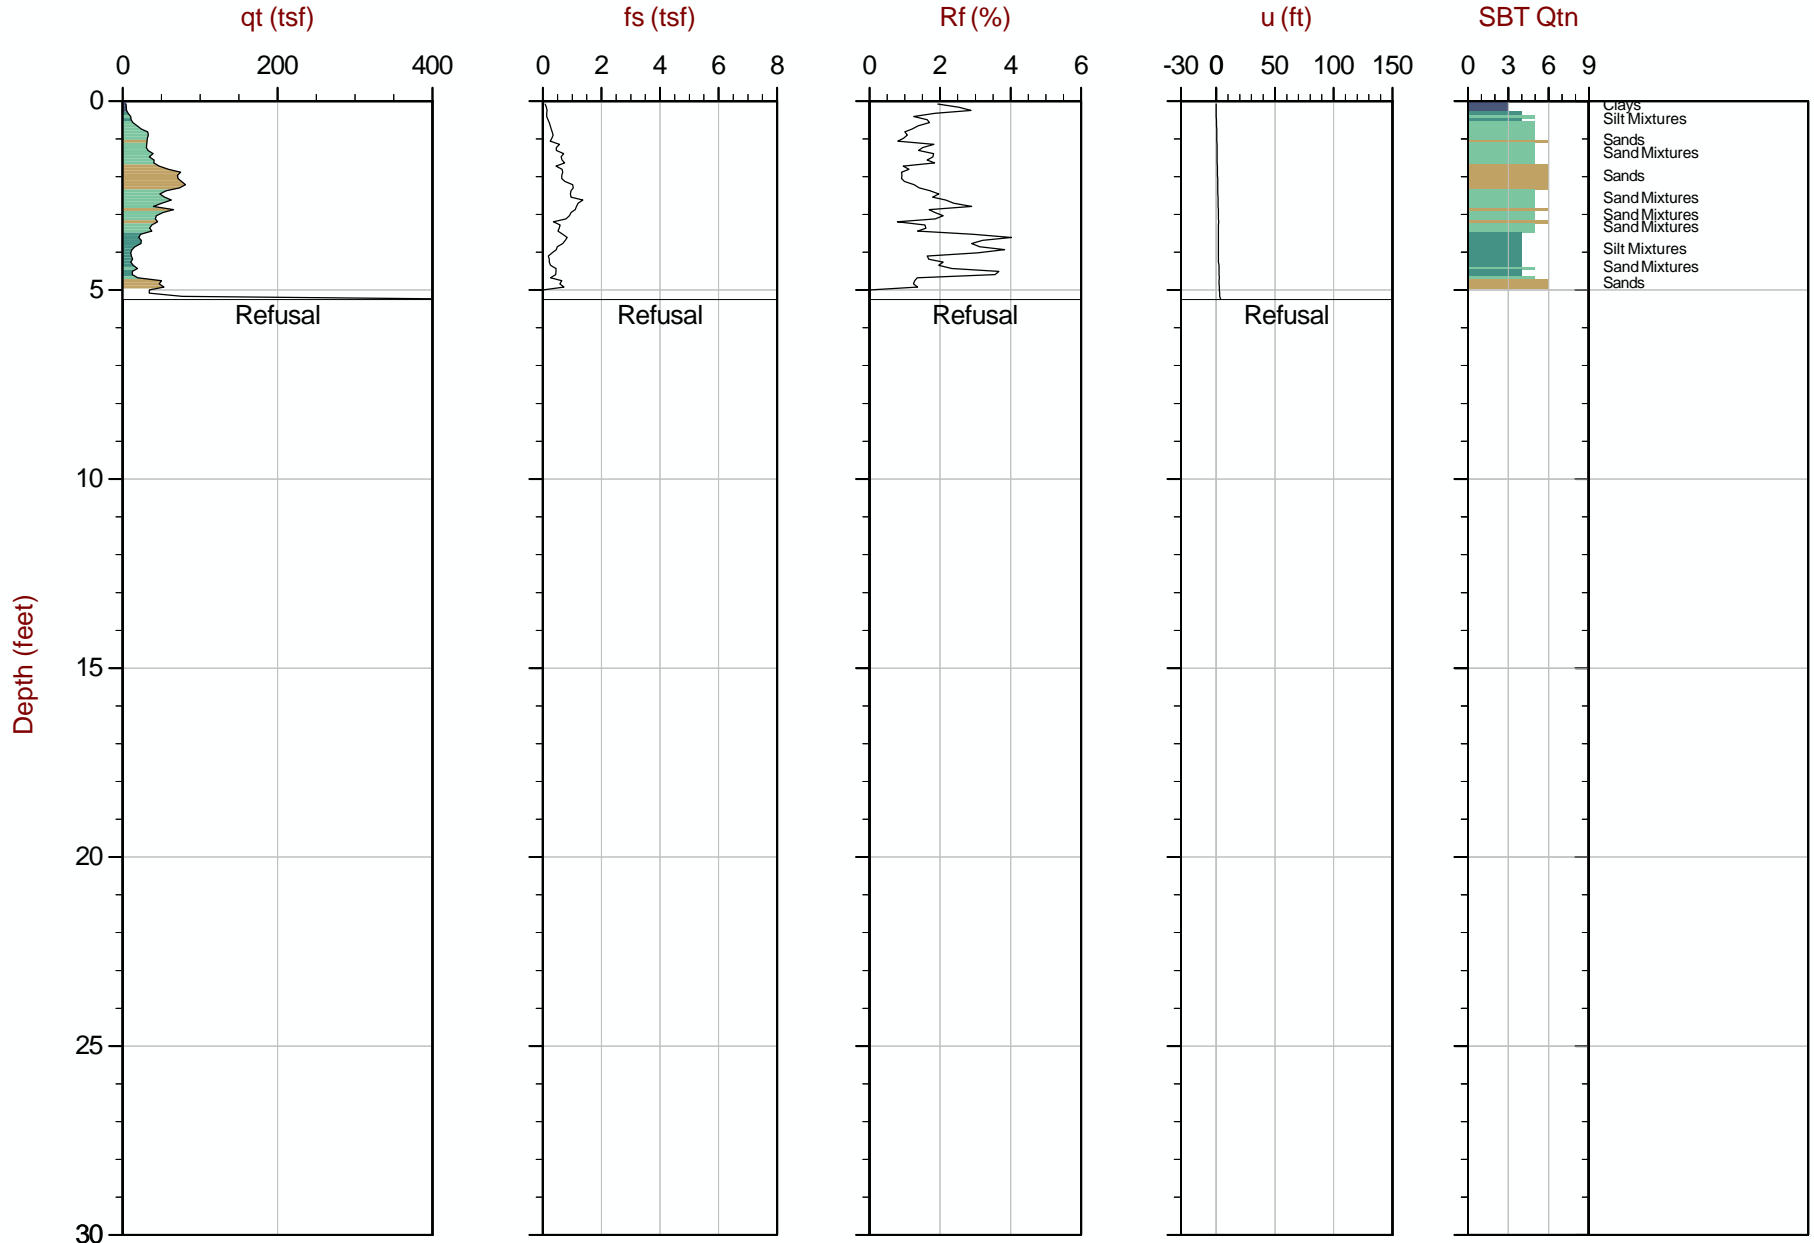 qt (tsf) fs (tsf) Rf (%) u (ft) SBT Qtn
0 200 400 0 2 4 6 8 0 2 4 6 -30 0 50 100 150 0 3 6 9
0
Clays
Silt Mixtures
Sands
Sand Mixtures
Sands
Sand Mixtures
Sand Mixtures
Sand Mixtures
Silt Mixtures
Sand Mixtures
Sands
5
Refusal Refusal Refusal Refusal
10
15
Depth (feet)
20
25
30